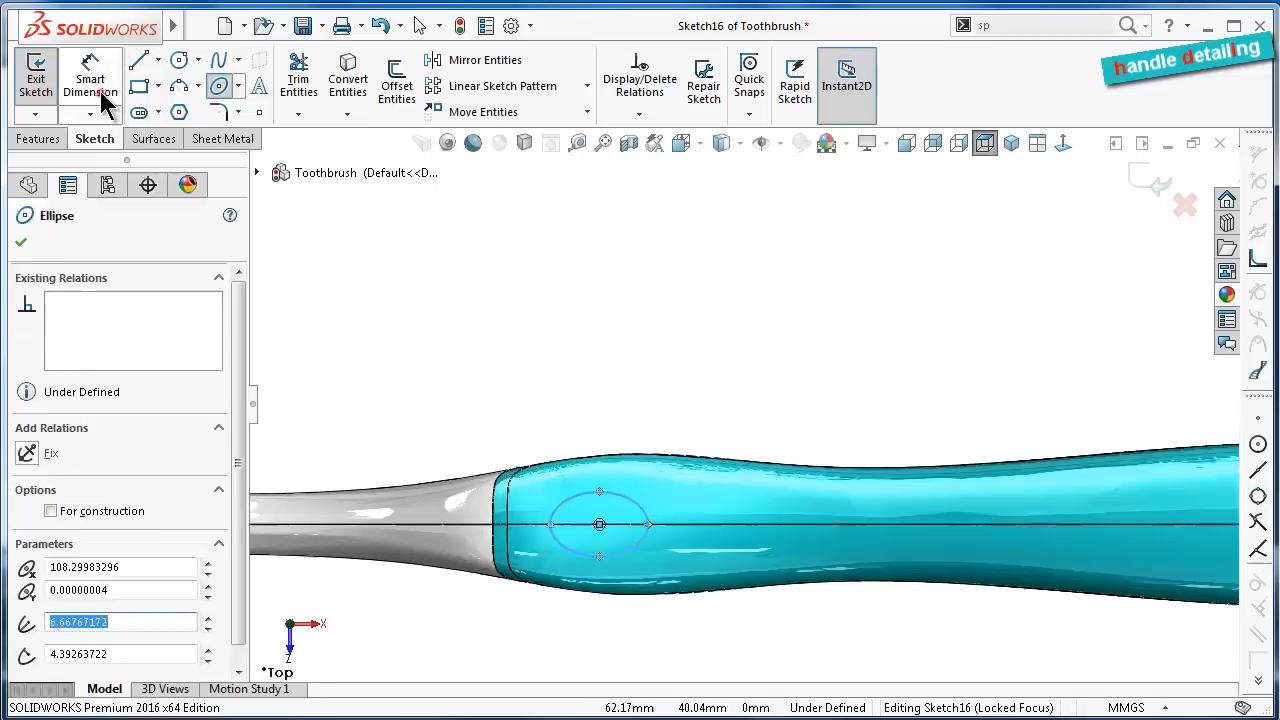 SOLIDWORKS
Sketch16 of Toothbrush *
sp
handle detailing
Exit Sketch
Smart Dimension
Trim Entities
Convert Entities
Offset Entities
Mirror Entities
Linear Sketch Pattern
Move Entities
Display/Delete Relations
Repair Sketch
Quick Snaps
Rapid Sketch
Instant2D
Features
Sketch
Surfaces
Sheet Metal
Toothbrush (Default<<D...
Ellipse
Existing Relations
Under Defined
Add Relations
Fix
Options
For construction
Parameters
108.29983296
0.00000004
6.66767172
4.39263722
X
Z
*Top
Model
3D Views
Motion Study 1
SOLIDWORKS Premium 2016 x64 Edition
62.17mm
40.04mm
0mm
Under Defined
Editing Sketch16 (Locked Focus)
MMGS